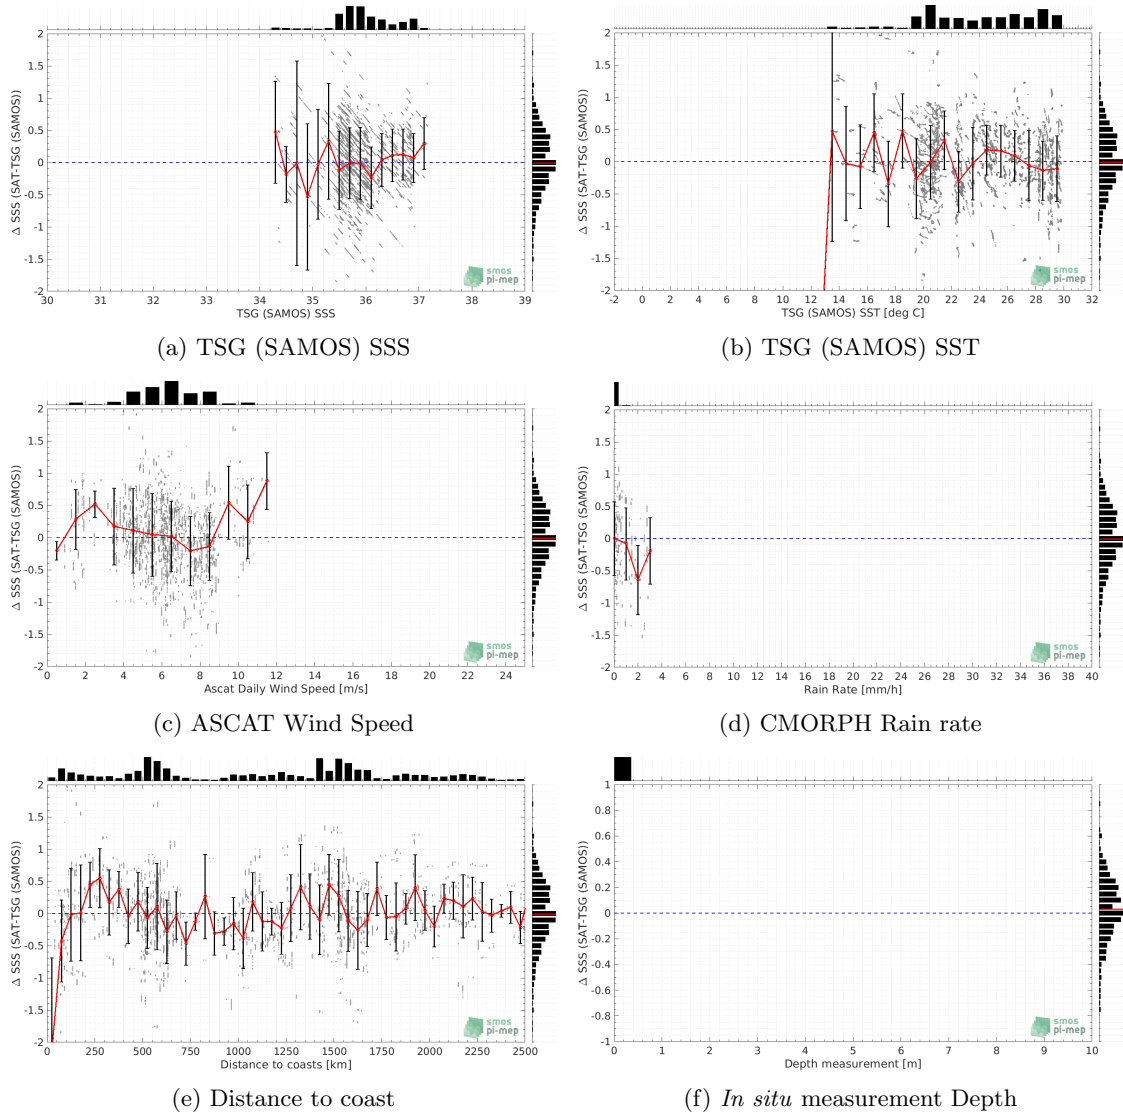 2
1.5
1
0.5
0
-0.5
-1
-1.5
-2
Δ SSS (SAT-TSG (SAMOS))
30 31 32 33 34 35 36 37 38 39
TSG (SAMOS) SSS
smos
pi-mep
(a) TSG (SAMOS) SSS
2
1.5
1
0.5
0
-0.5
-1
-1.5
-2
Δ SSS (SAT-TSG (SAMOS))
-2 0 2 4 6 8 10 12 14 16 18 20 22 24 26 28 30 32
TSG (SAMOS) SST [deg C]
smos
pi-mep
(b) TSG (SAMOS) SST
2
1.5
1
0.5
0
-0.5
-1
-1.5
-2
Δ SSS (SAT-TSG (SAMOS))
0 2 4 6 8 10 12 14 16 18 20 22 24
Ascat Daily Wind Speed [m/s]
smos
pi-mep
(c) ASCAT Wind Speed
2
1.5
1
0.5
0
-0.5
-1
-1.5
-2
Δ SSS (SAT-TSG (SAMOS))
0 2 4 6 8 10 12 14 16 18 20 22 24 26 28 30 32 34 36 38 40
Rain Rate [mm/h]
smos
pi-mep
(d) CMORPH Rain rate
2
1.5
1
0.5
0
-0.5
-1
-1.5
-2
Δ SSS (SAT-TSG (SAMOS))
0 250 500 750 1000 1250 1500 1750 2000 2250 2500
Distance to coasts [km]
smos
pi-mep
(e) Distance to coast
1
0.8
0.6
0.4
0.2
0
-0.2
-0.4
-0.6
-0.8
-1
Δ SSS (SAT-TSG (SAMOS))
0 1 2 3 4 5 6 7 8 9 10
Depth measurement [m]
smos
pi-mep
(f) In situ measurement Depth